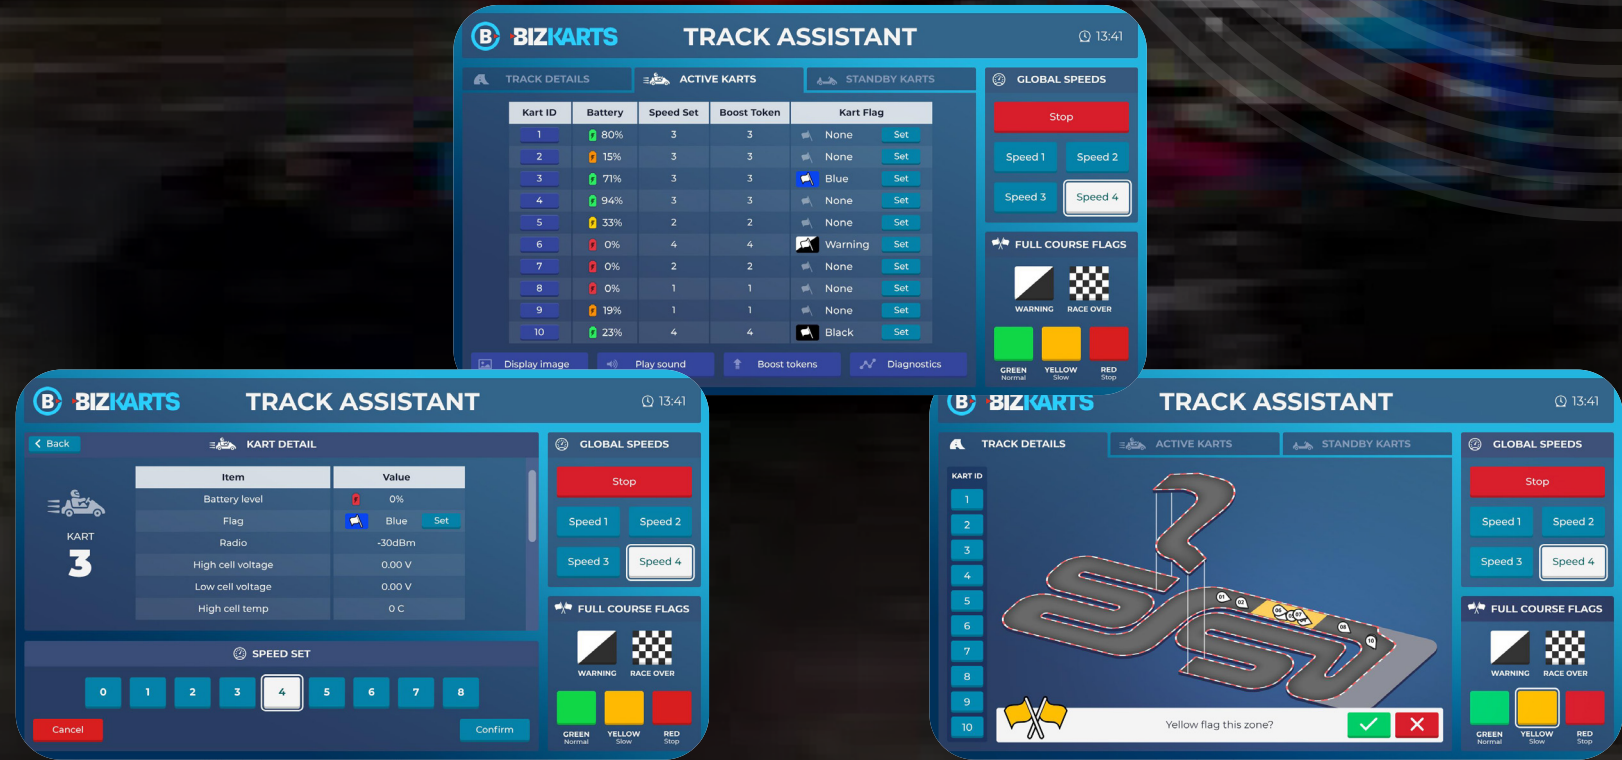 B BIZKARTS TRACK ASSISTANT 13:41
TRACK DETAILS ACTIVE KARTS STANDBY KARTS
Kart ID Battery Speed Set Boost Token Kart Flag
1 80% 3 3 None Set
2 15% 3 3 None Set
3 71% 3 3 Blue Set
4 94% 3 3 None Set
5 33% 2 2 None Set
6 0% 4 4 Warning Set
7 0% 2 2 None Set
8 0% 1 1 None Set
9 19% 1 1 None Set
10 23% 4 4 Black Set
Display image Play sound Boost tokens Diagnostics
GLOBAL SPEEDS
Stop
Speed 1 Speed 2
Speed 3 Speed 4
FULL COURSE FLAGS
WARNING RACE OVER
GREEN YELLOW RED
Normal Slow Stop
B BIZKARTS TRACK ASSISTANT 13:41
Back KART DETAIL
KART
3
Item Value
Battery level 0%
Flag Blue Set
Radio -30dBm
High cell voltage 0.00 V
Low cell voltage 0.00 V
High cell temp 0 C
SPEED SET
0 1 2 3 4 5 6 7 8
Cancel Confirm
GLOBAL SPEEDS
Stop
Speed 1 Speed 2
Speed 3 Speed 4
FULL COURSE FLAGS
WARNING RACE OVER
GREEN YELLOW RED
Normal Slow Stop
B BIZKARTS TRACK ASSISTANT 13:41
TRACK DETAILS ACTIVE KARTS STANDBY KARTS
KART ID
1
2
3
4
5
6
7
8
9
10
01 02 06 07 08 10
Yellow flag this zone?
GLOBAL SPEEDS
Stop
Speed 1 Speed 2
Speed 3 Speed 4
FULL COURSE FLAGS
WARNING RACE OVER
GREEN YELLOW RED
Normal Slow Stop